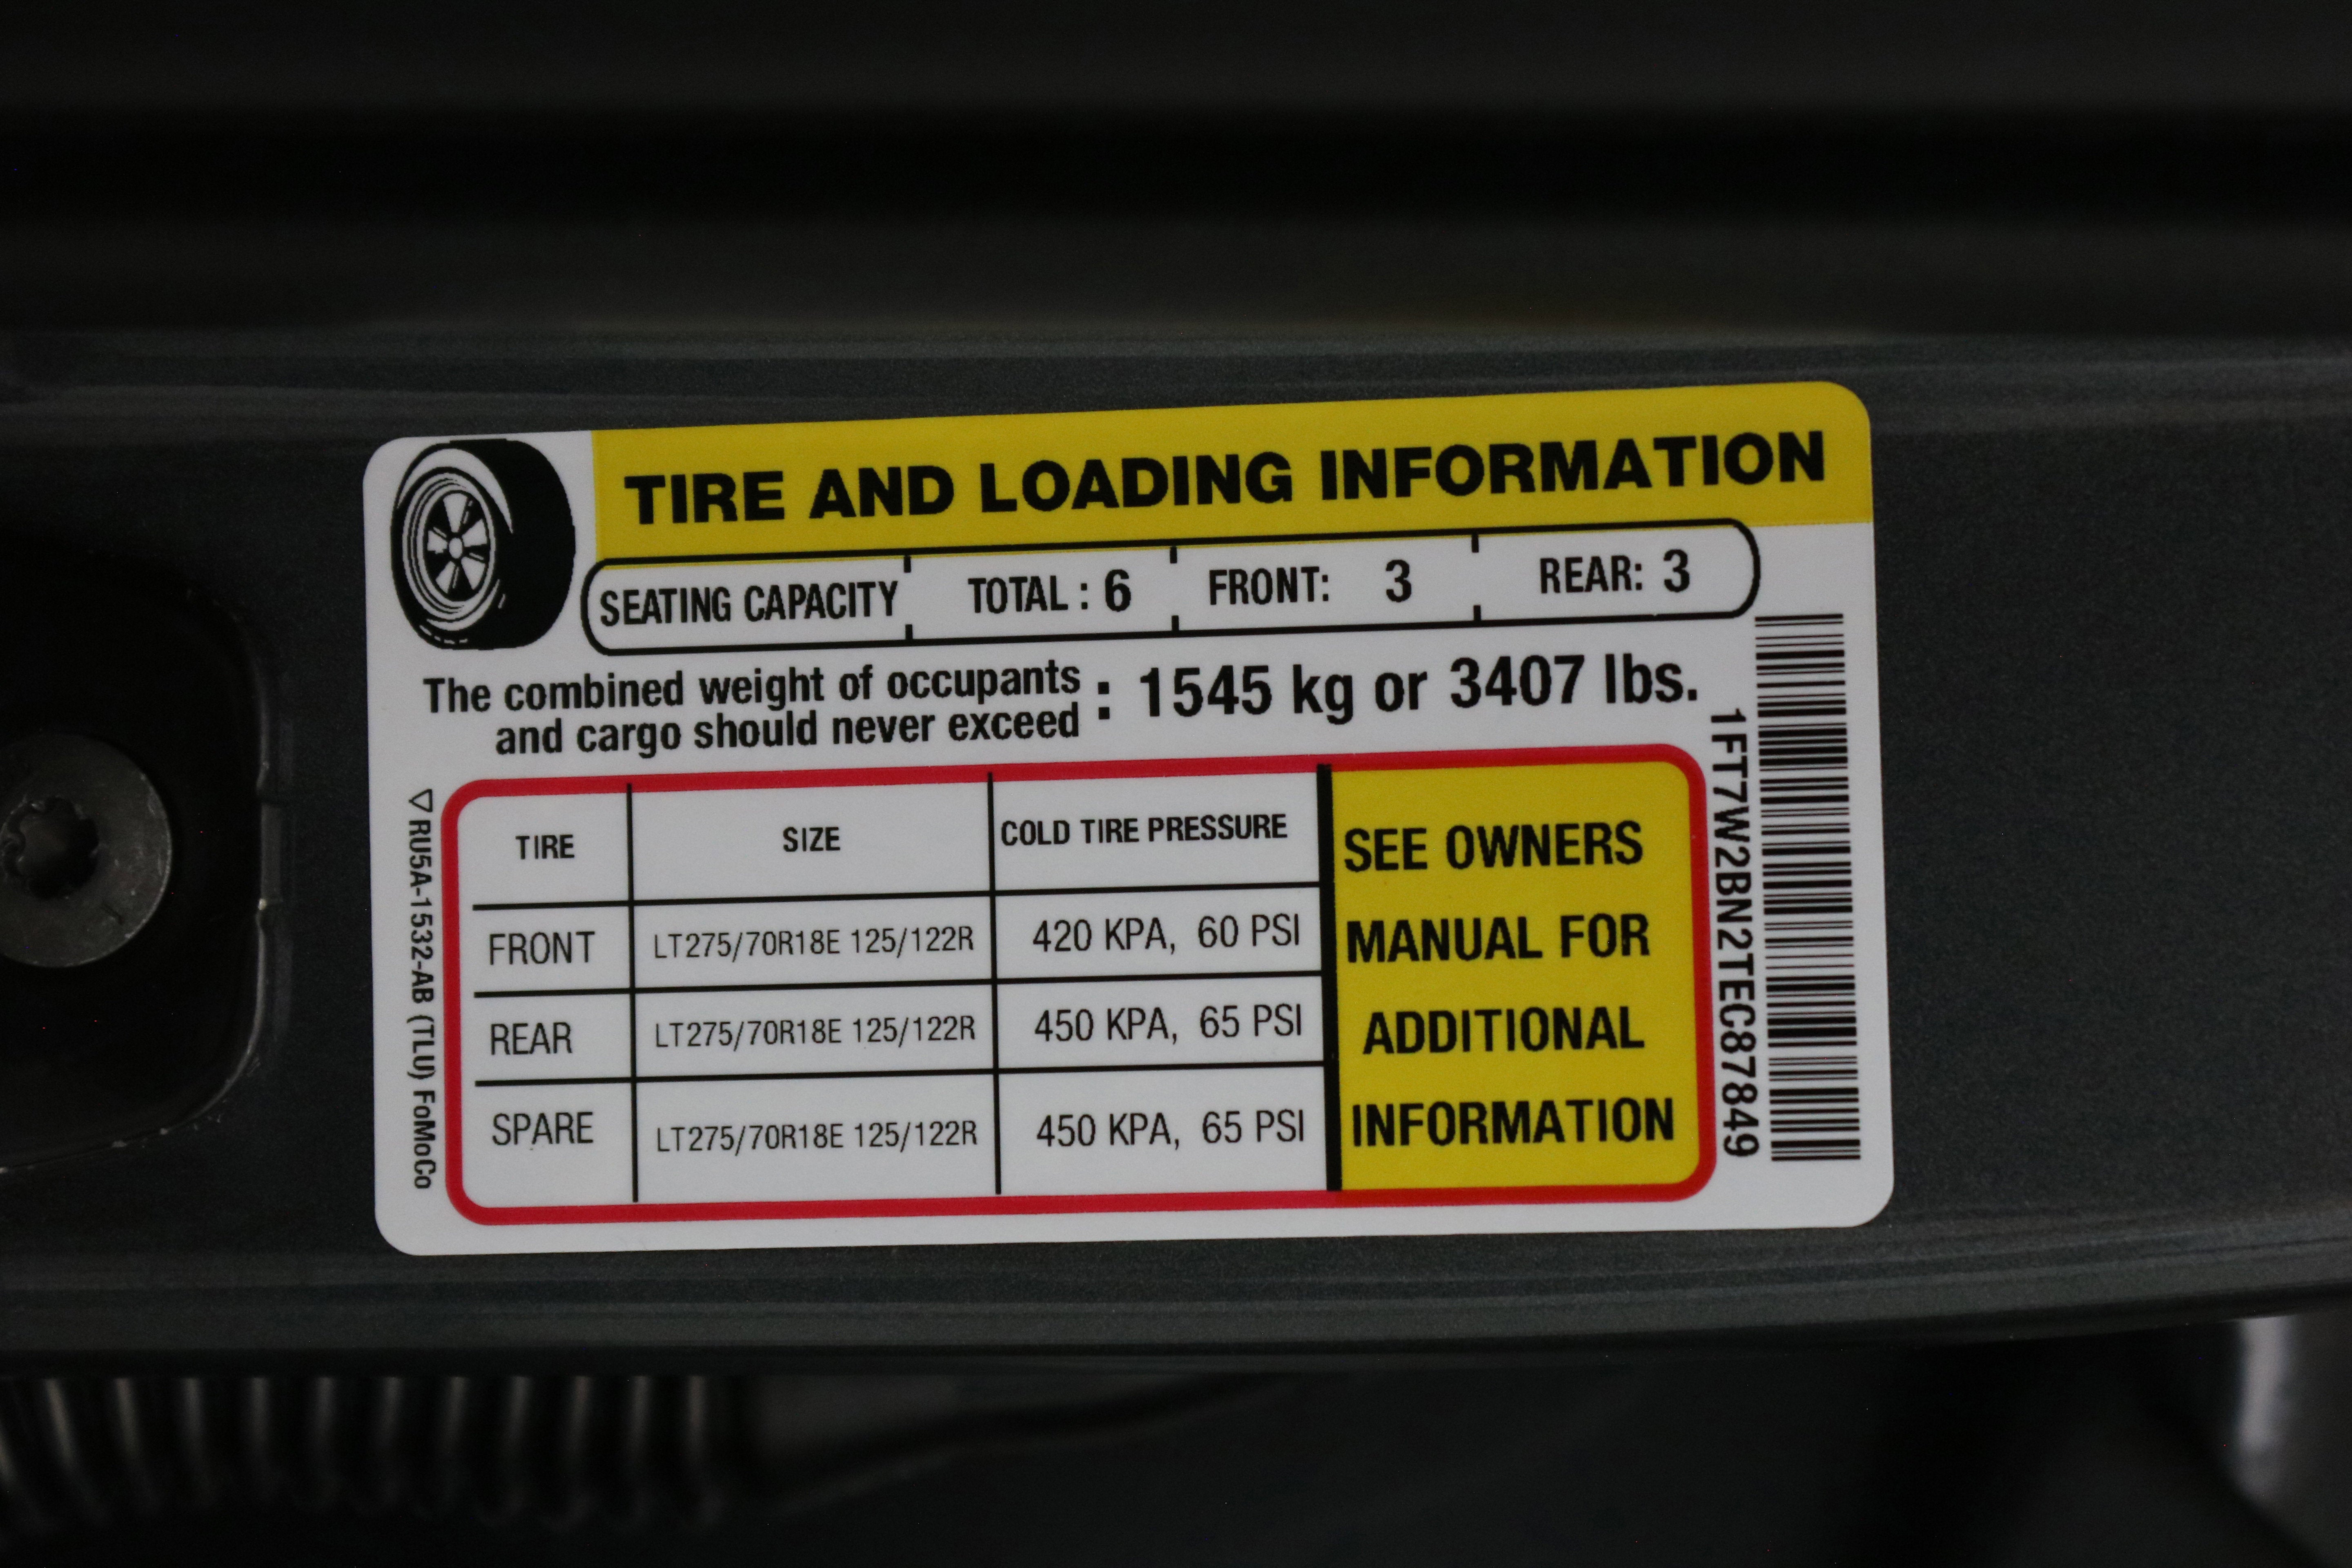 TIRE AND LOADING INFORMATION
SEATING CAPACITY TOTAL : 6 FRONT: 3 REAR: 3
The combined weight of occupants
and cargo should never exceed : 1545 kg or 3407 lbs.
TIRE SIZE COLD TIRE PRESSURE
FRONT LT275/70R18E 125/122R 420 KPA, 60 PSI
REAR LT275/70R18E 125/122R 450 KPA, 65 PSI
SPARE LT275/70R18E 125/122R 450 KPA, 65 PSI
SEE OWNERS
MANUAL FOR
ADDITIONAL
INFORMATION
1FT7W2BN2TEC87849
RU5A-1532-AB (TLU) FoMoCo